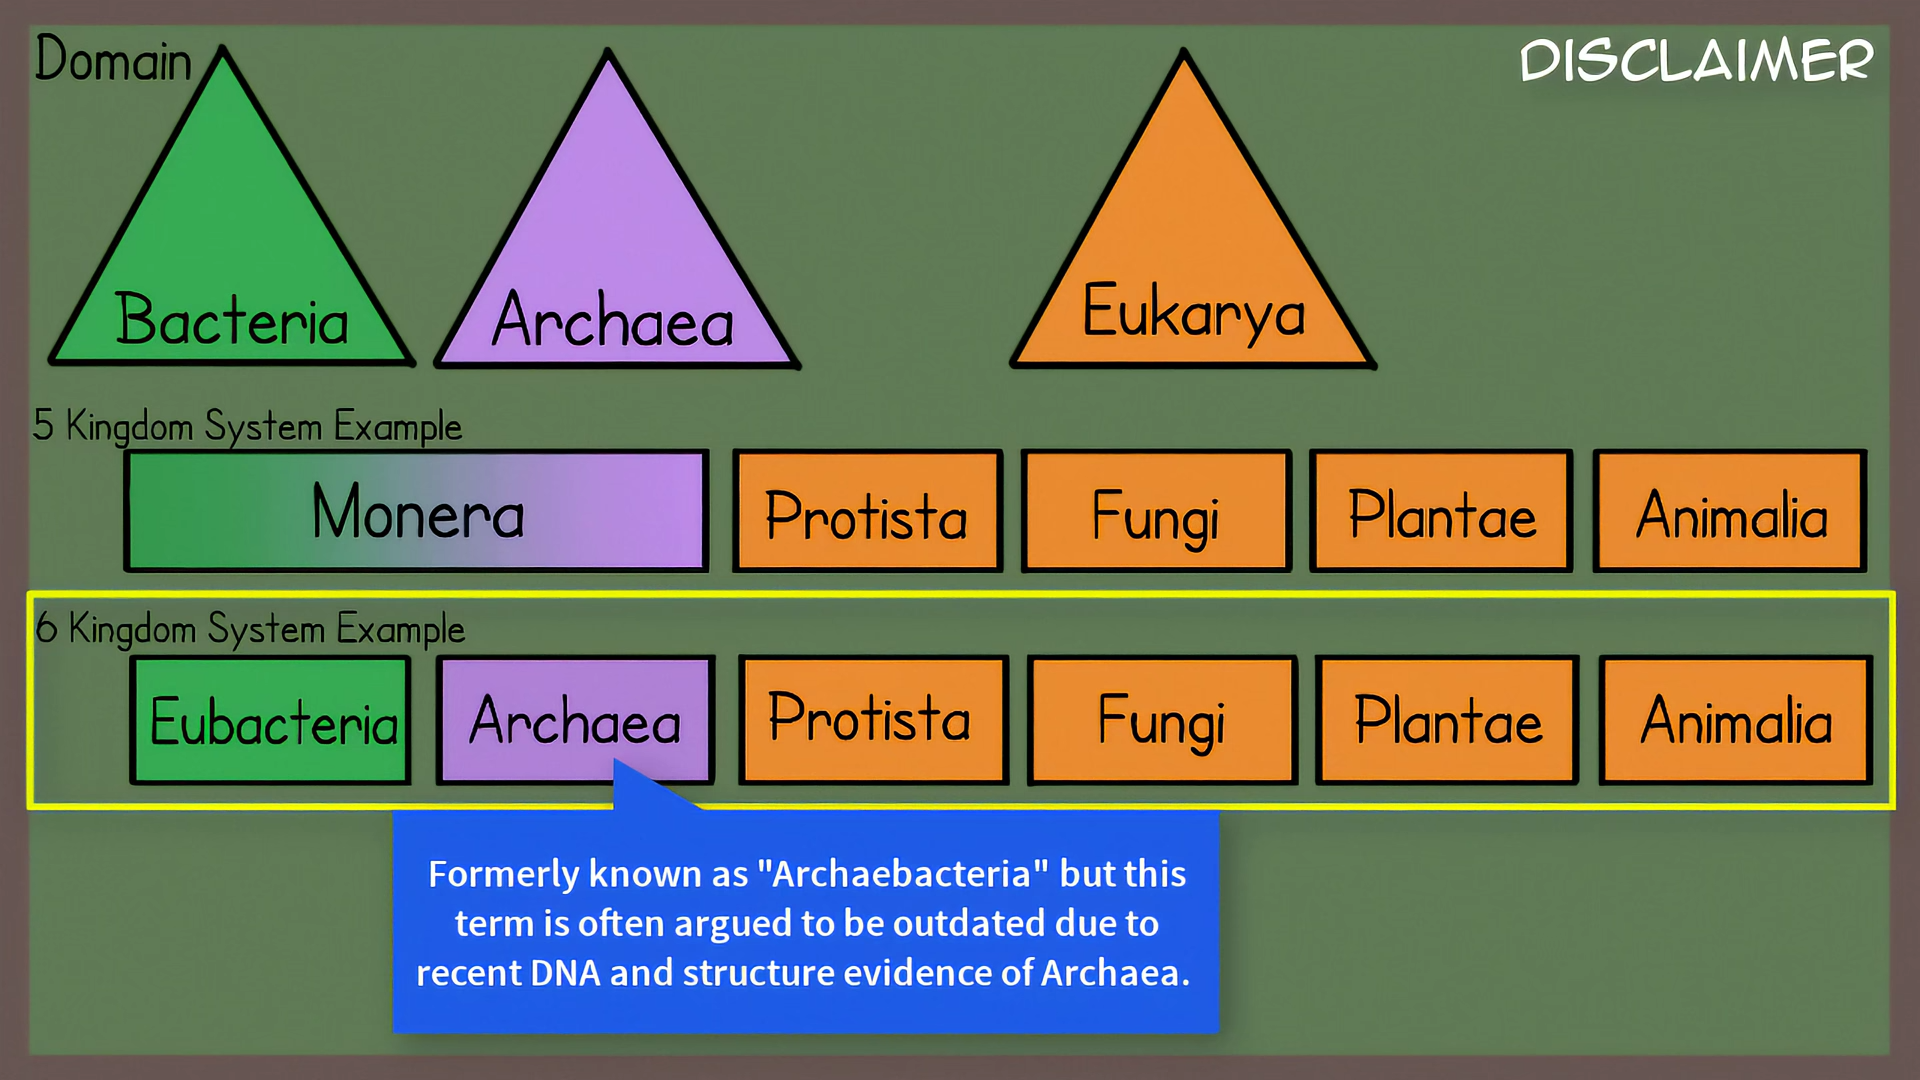 Domain
DISCLAIMER
Bacteria
Archaea
Eukarya
5 Kingdom System Example
Monera
Protista
Fungi
Plantae
Animalia
6 Kingdom System Example
Eubacteria
Archaea
Protista
Fungi
Plantae
Animalia
Formerly known as "Archaebacteria" but this
term is often argued to be outdated due to
recent DNA and structure evidence of Archaea.